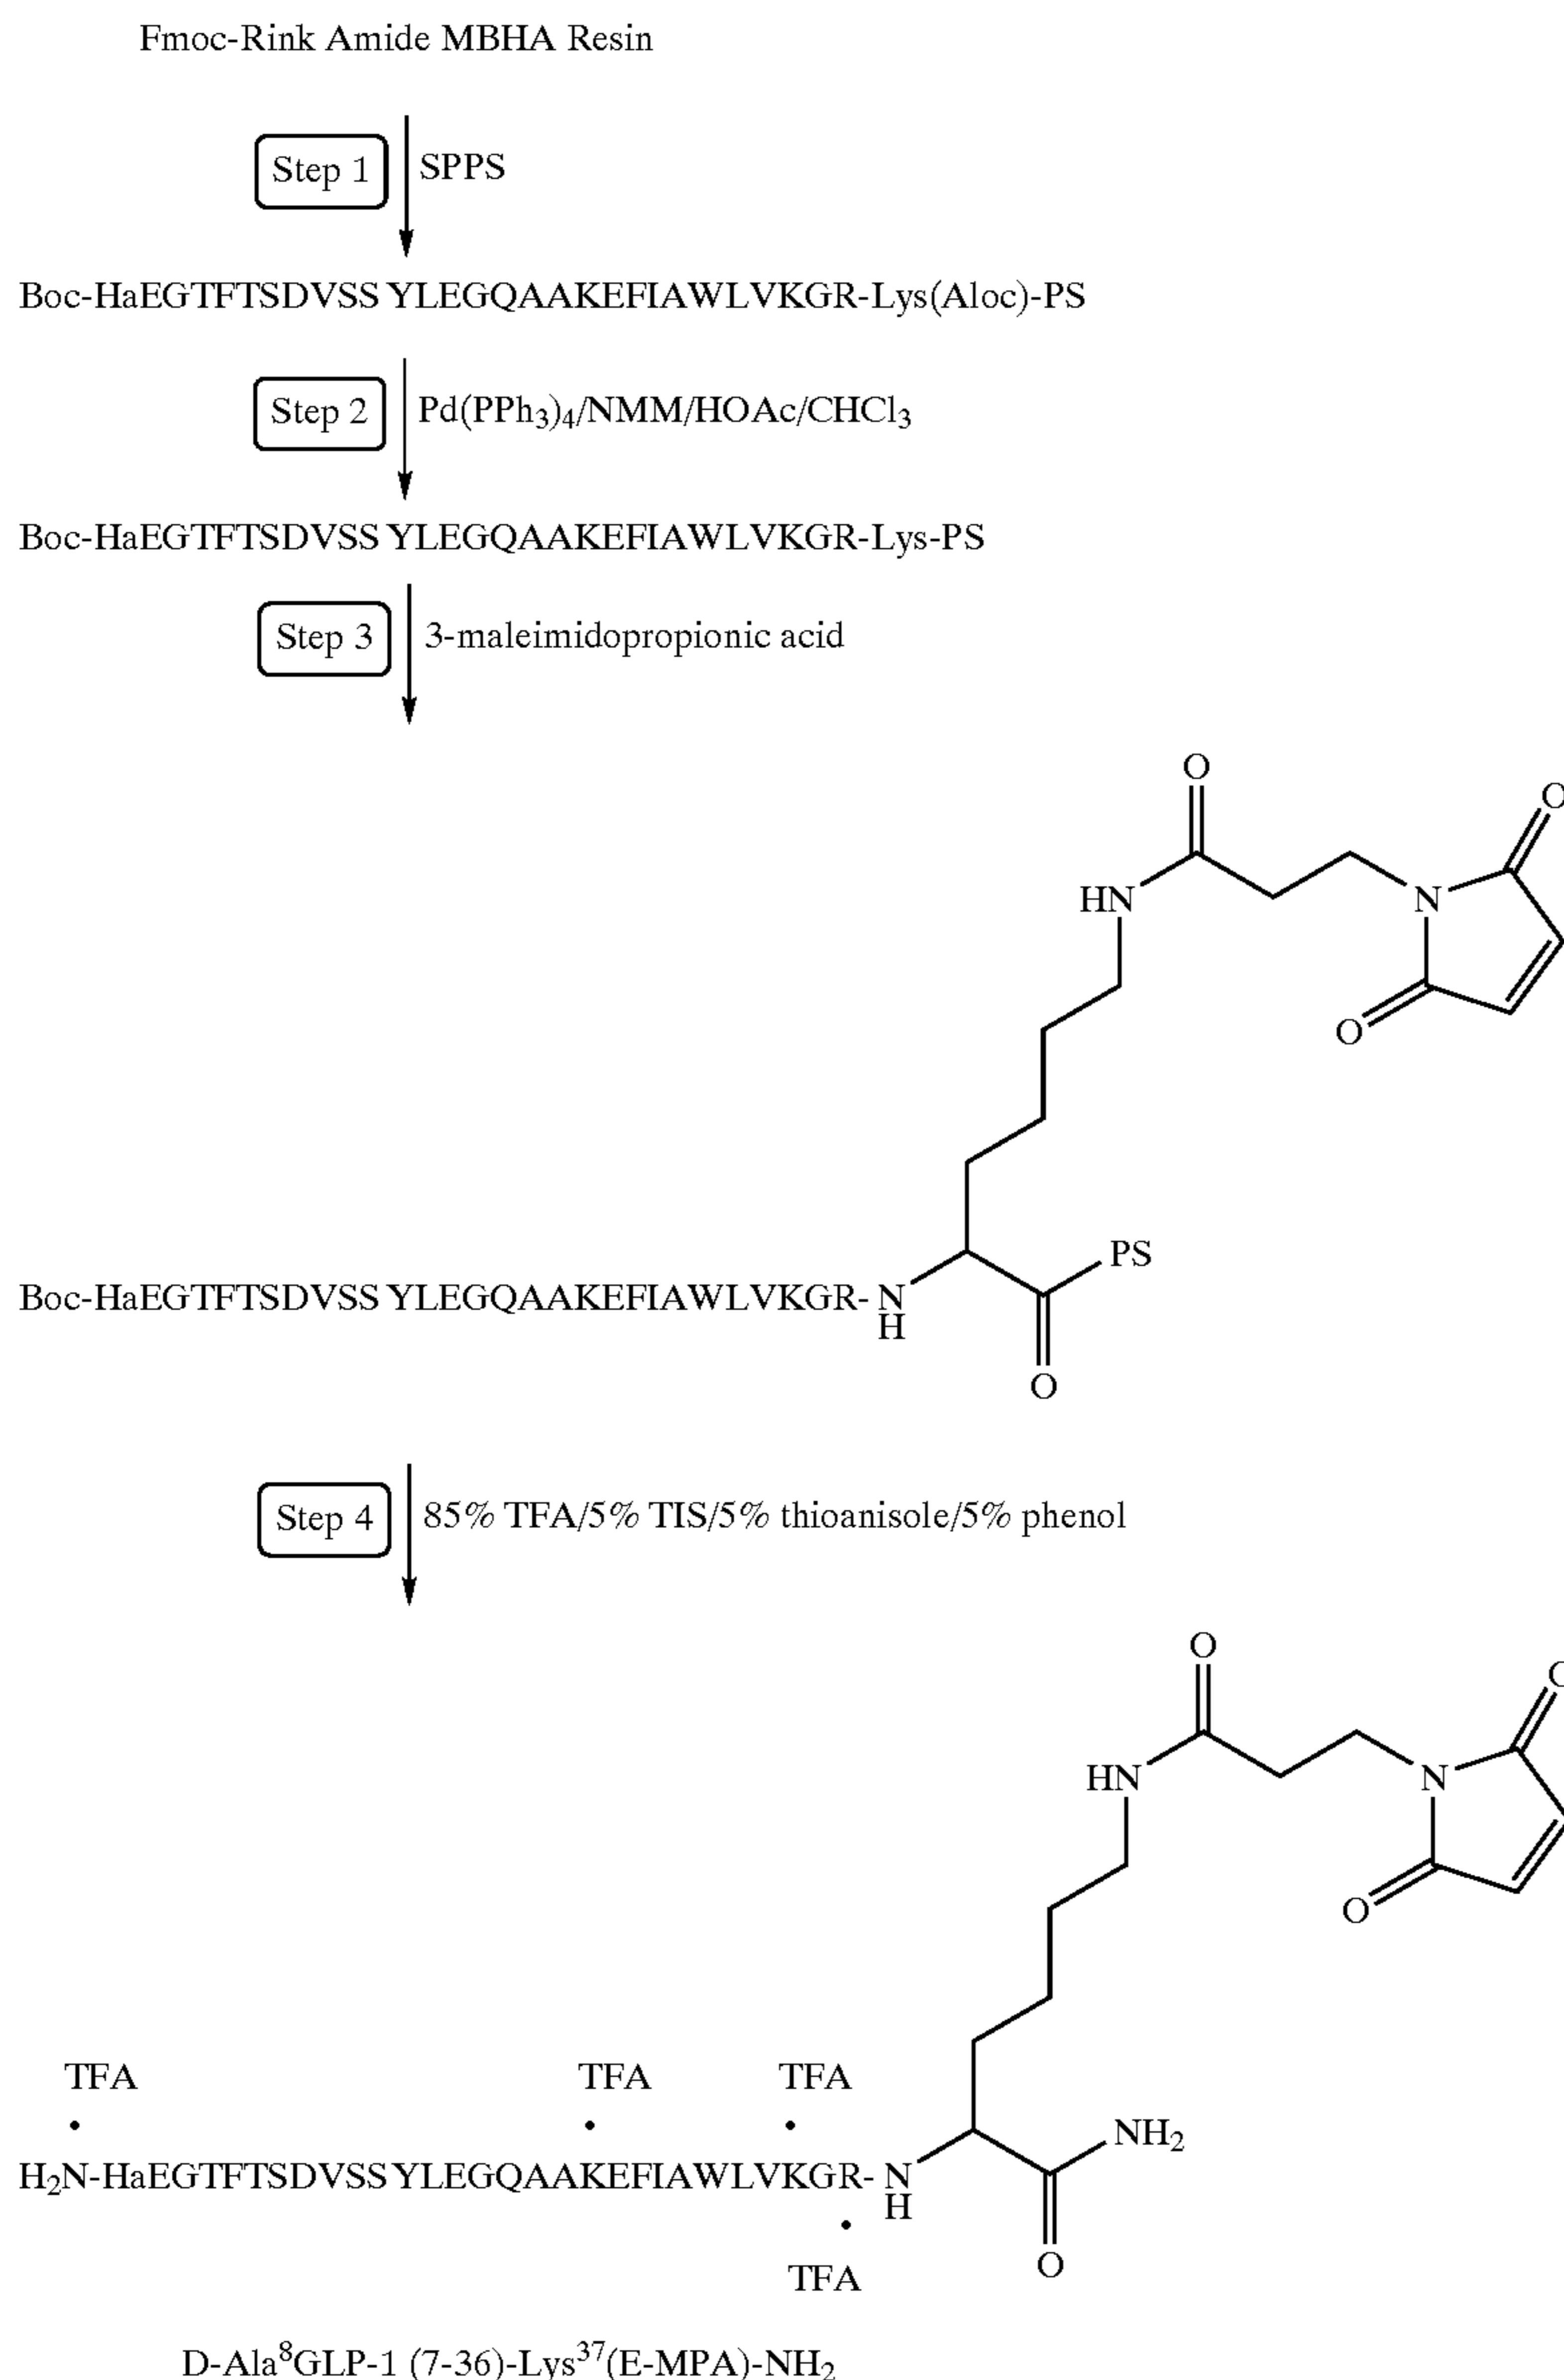 Fmoc-Rink Amide MBHA Resin
Step 1 SPPS
Boc-HaEGTFTSDVSS YLEGQAAKEFIAWLVKGR-Lys(Aloc)-PS
Step 2 Pd(PPh3)4/NMM/HOAc/CHCl3
Boc-HaEGTFTSDVSS YLEGQAAKEFIAWLVKGR-Lys-PS
Step 3 3-maleimidopropionic acid
O
O
HN
N
O
PS
Boc-HaEGTFTSDVSS YLEGQAAKEFIAWLVKGR- N
H
O
Step 4 85% TFA/5% TIS/5% thioanisole/5% phenol
O
O
HN
N
O
TFA TFA TFA
NH2
H2N-HaEGTFTSDVSS YLEGQAAKEFIAWLVKGR- N
H
O
TFA
D-Ala8GLP-1 (7-36)-Lys37(E-MPA)-NH2